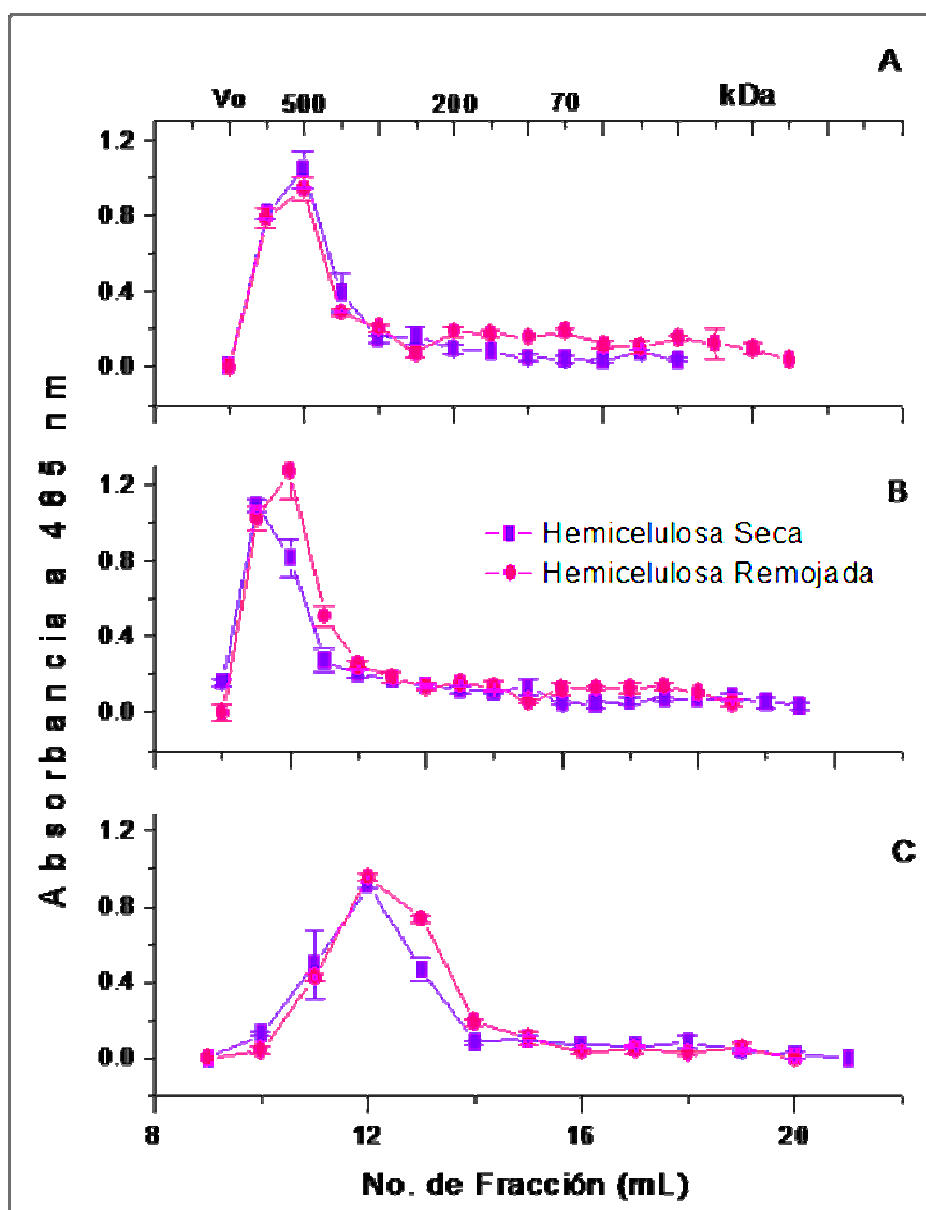 A
Vo 500 200 70 kDa
1.2
0.8
0.4
0.0
B
1.2
0.8
0.4
0.0
Hemicelulosa Seca
Hemicelulosa Remojada
C
1.2
0.8
0.4
0.0
8 12 16 20
No. de Fracción (mL)
Absorbancia a 465 nm